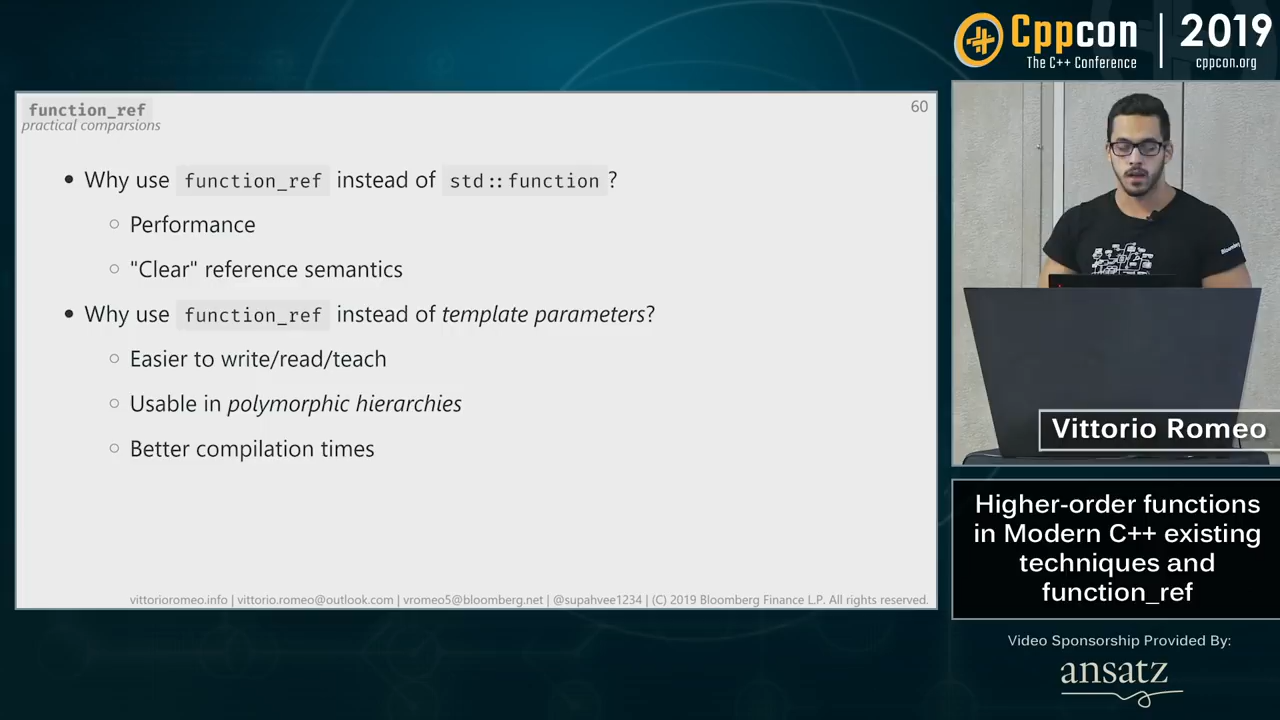 function_ref
practical comparsions
60
• Why use function_ref instead of std::function ?
○ Performance
○ "Clear" reference semantics
• Why use function_ref instead of template parameters?
○ Easier to write/read/teach
○ Usable in polymorphic hierarchies
○ Better compilation times
vittorioromeo.info | vittorio.romeo@outlook.com | vromeo5@bloomberg.net | @supahvee1234 | (C) 2019 Bloomberg Finance L.P. All rights reserved.
Cppcon | 2019
The C++ Conference
cppcon.org
Bloomberg
Vittorio Romeo
Higher-order functions
in Modern C++ existing
techniques and
function_ref
Video Sponsorship Provided By:
ansatz